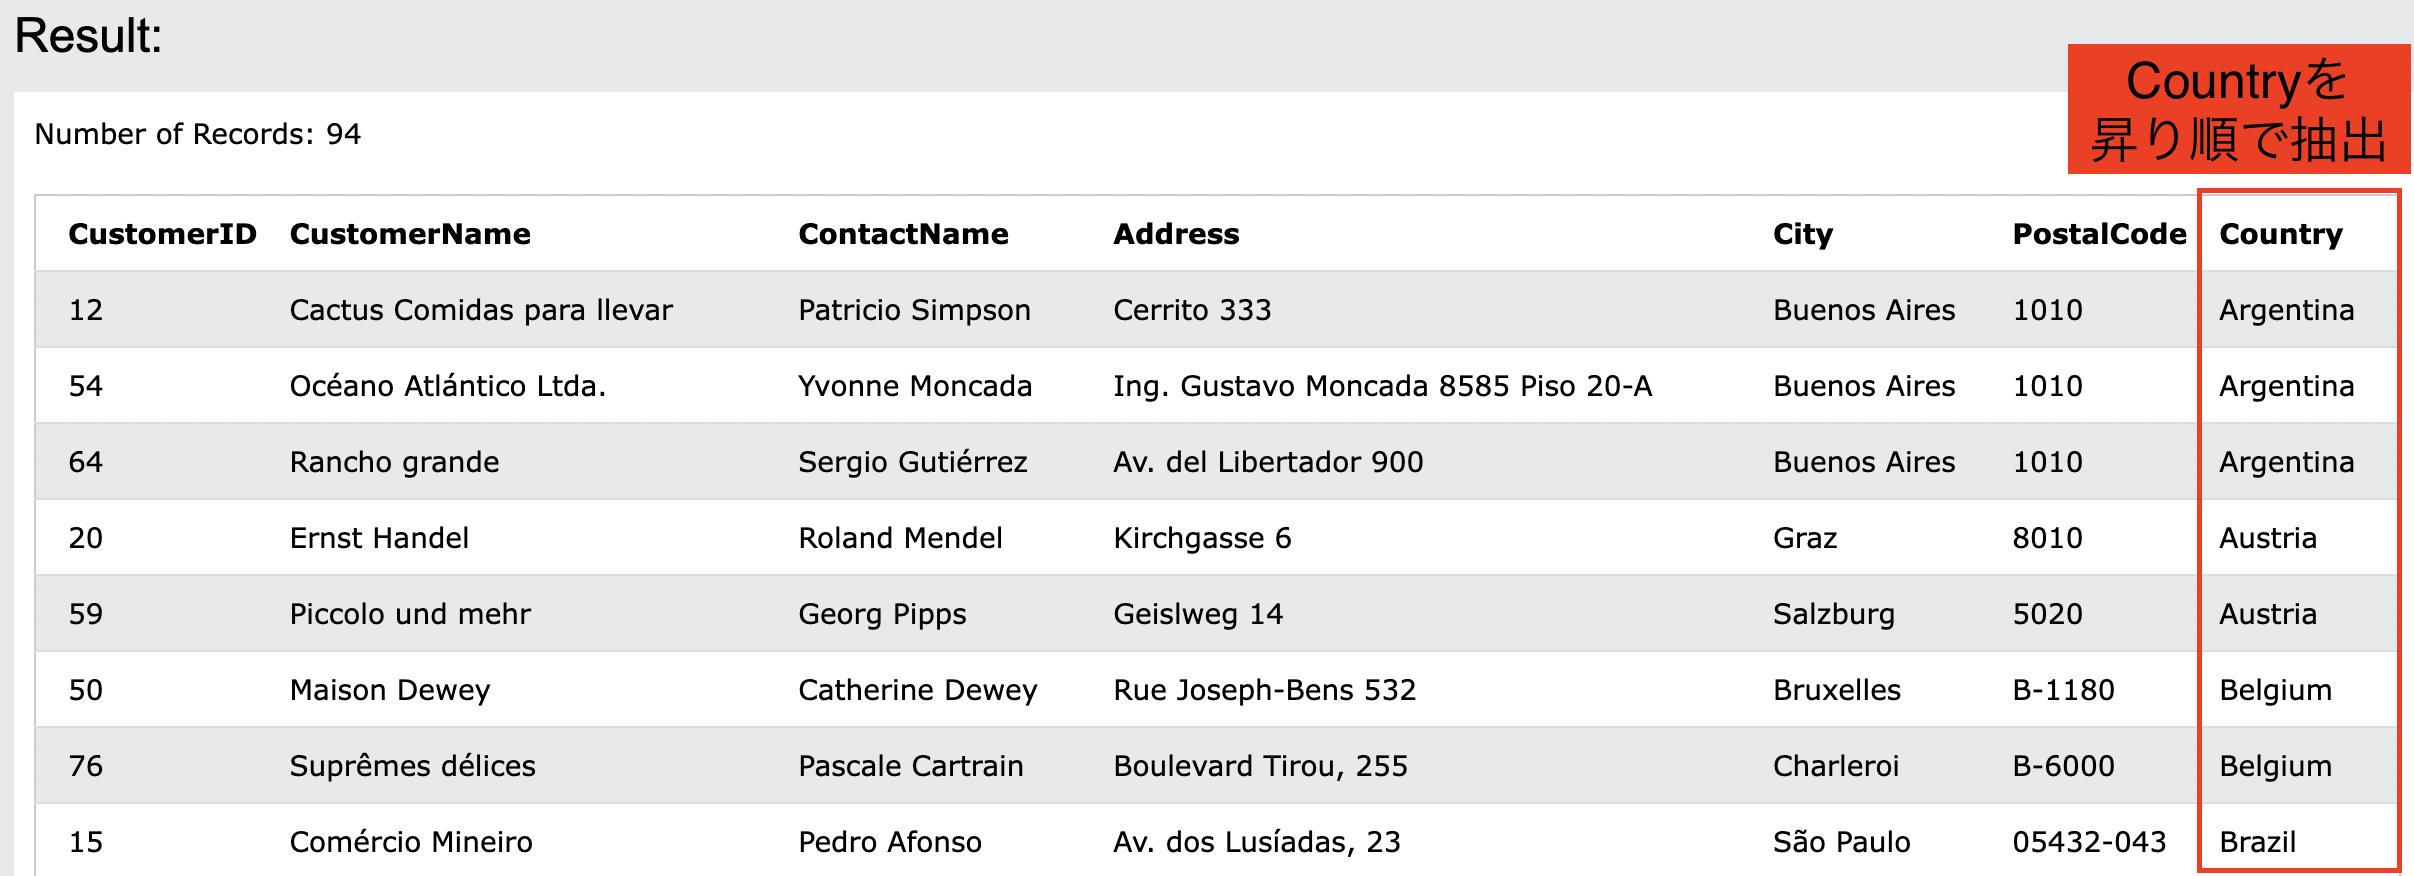 Result:
Countryを
昇り順で抽出
Number of Records: 94
CustomerID CustomerName ContactName Address City PostalCode Country
12 Cactus Comidas para llevar Patricio Simpson Cerrito 333 Buenos Aires 1010 Argentina
54 Océano Atlántico Ltda. Yvonne Moncada Ing. Gustavo Moncada 8585 Piso 20-A Buenos Aires 1010 Argentina
64 Rancho grande Sergio Gutiérrez Av. del Libertador 900 Buenos Aires 1010 Argentina
20 Ernst Handel Roland Mendel Kirchgasse 6 Graz 8010 Austria
59 Piccolo und mehr Georg Pipps Geislweg 14 Salzburg 5020 Austria
50 Maison Dewey Catherine Dewey Rue Joseph-Bens 532 Bruxelles B-1180 Belgium
76 Suprêmes délices Pascale Cartrain Boulevard Tirou, 255 Charleroi B-6000 Belgium
15 Comércio Mineiro Pedro Afonso Av. dos Lusíadas, 23 São Paulo 05432-043 Brazil